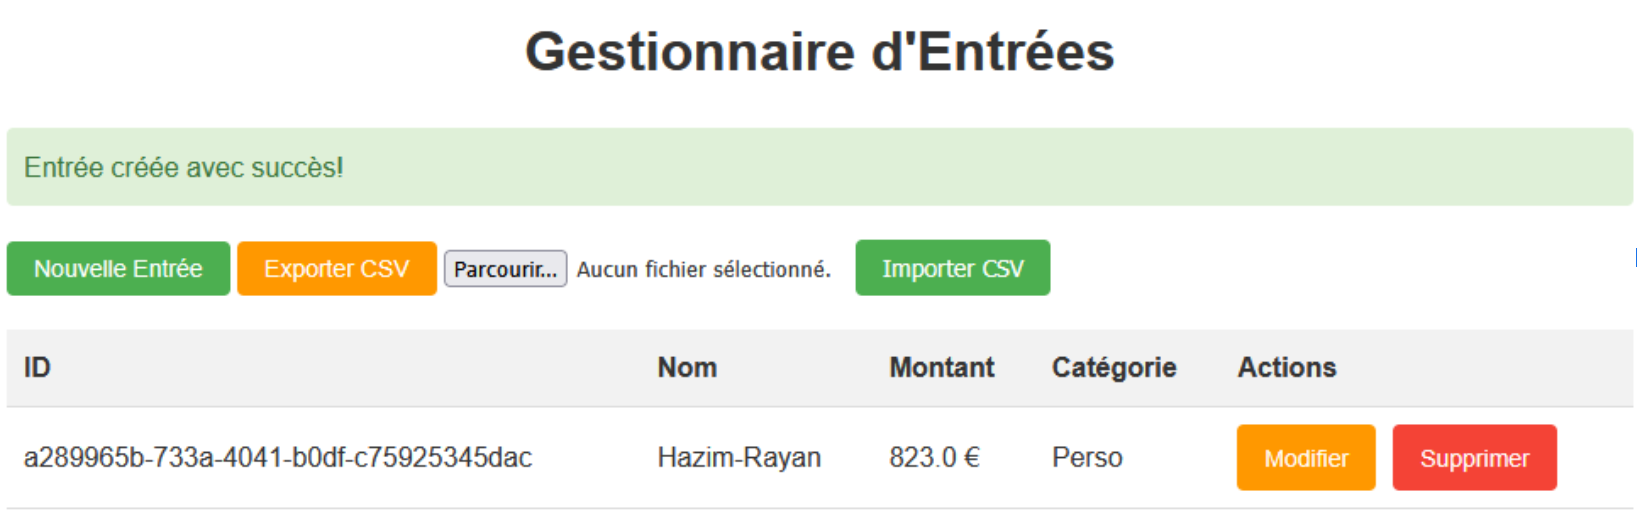 Gestionnaire d'Entrées
Entrée créée avec succès!
Nouvelle Entrée Exporter CSV Parcourir... Aucun fichier sélectionné. Importer CSV
ID Nom Montant Catégorie Actions
a289965b-733a-4041-b0df-c75925345dac Hazim-Rayan 823.0 € Perso Modifier Supprimer